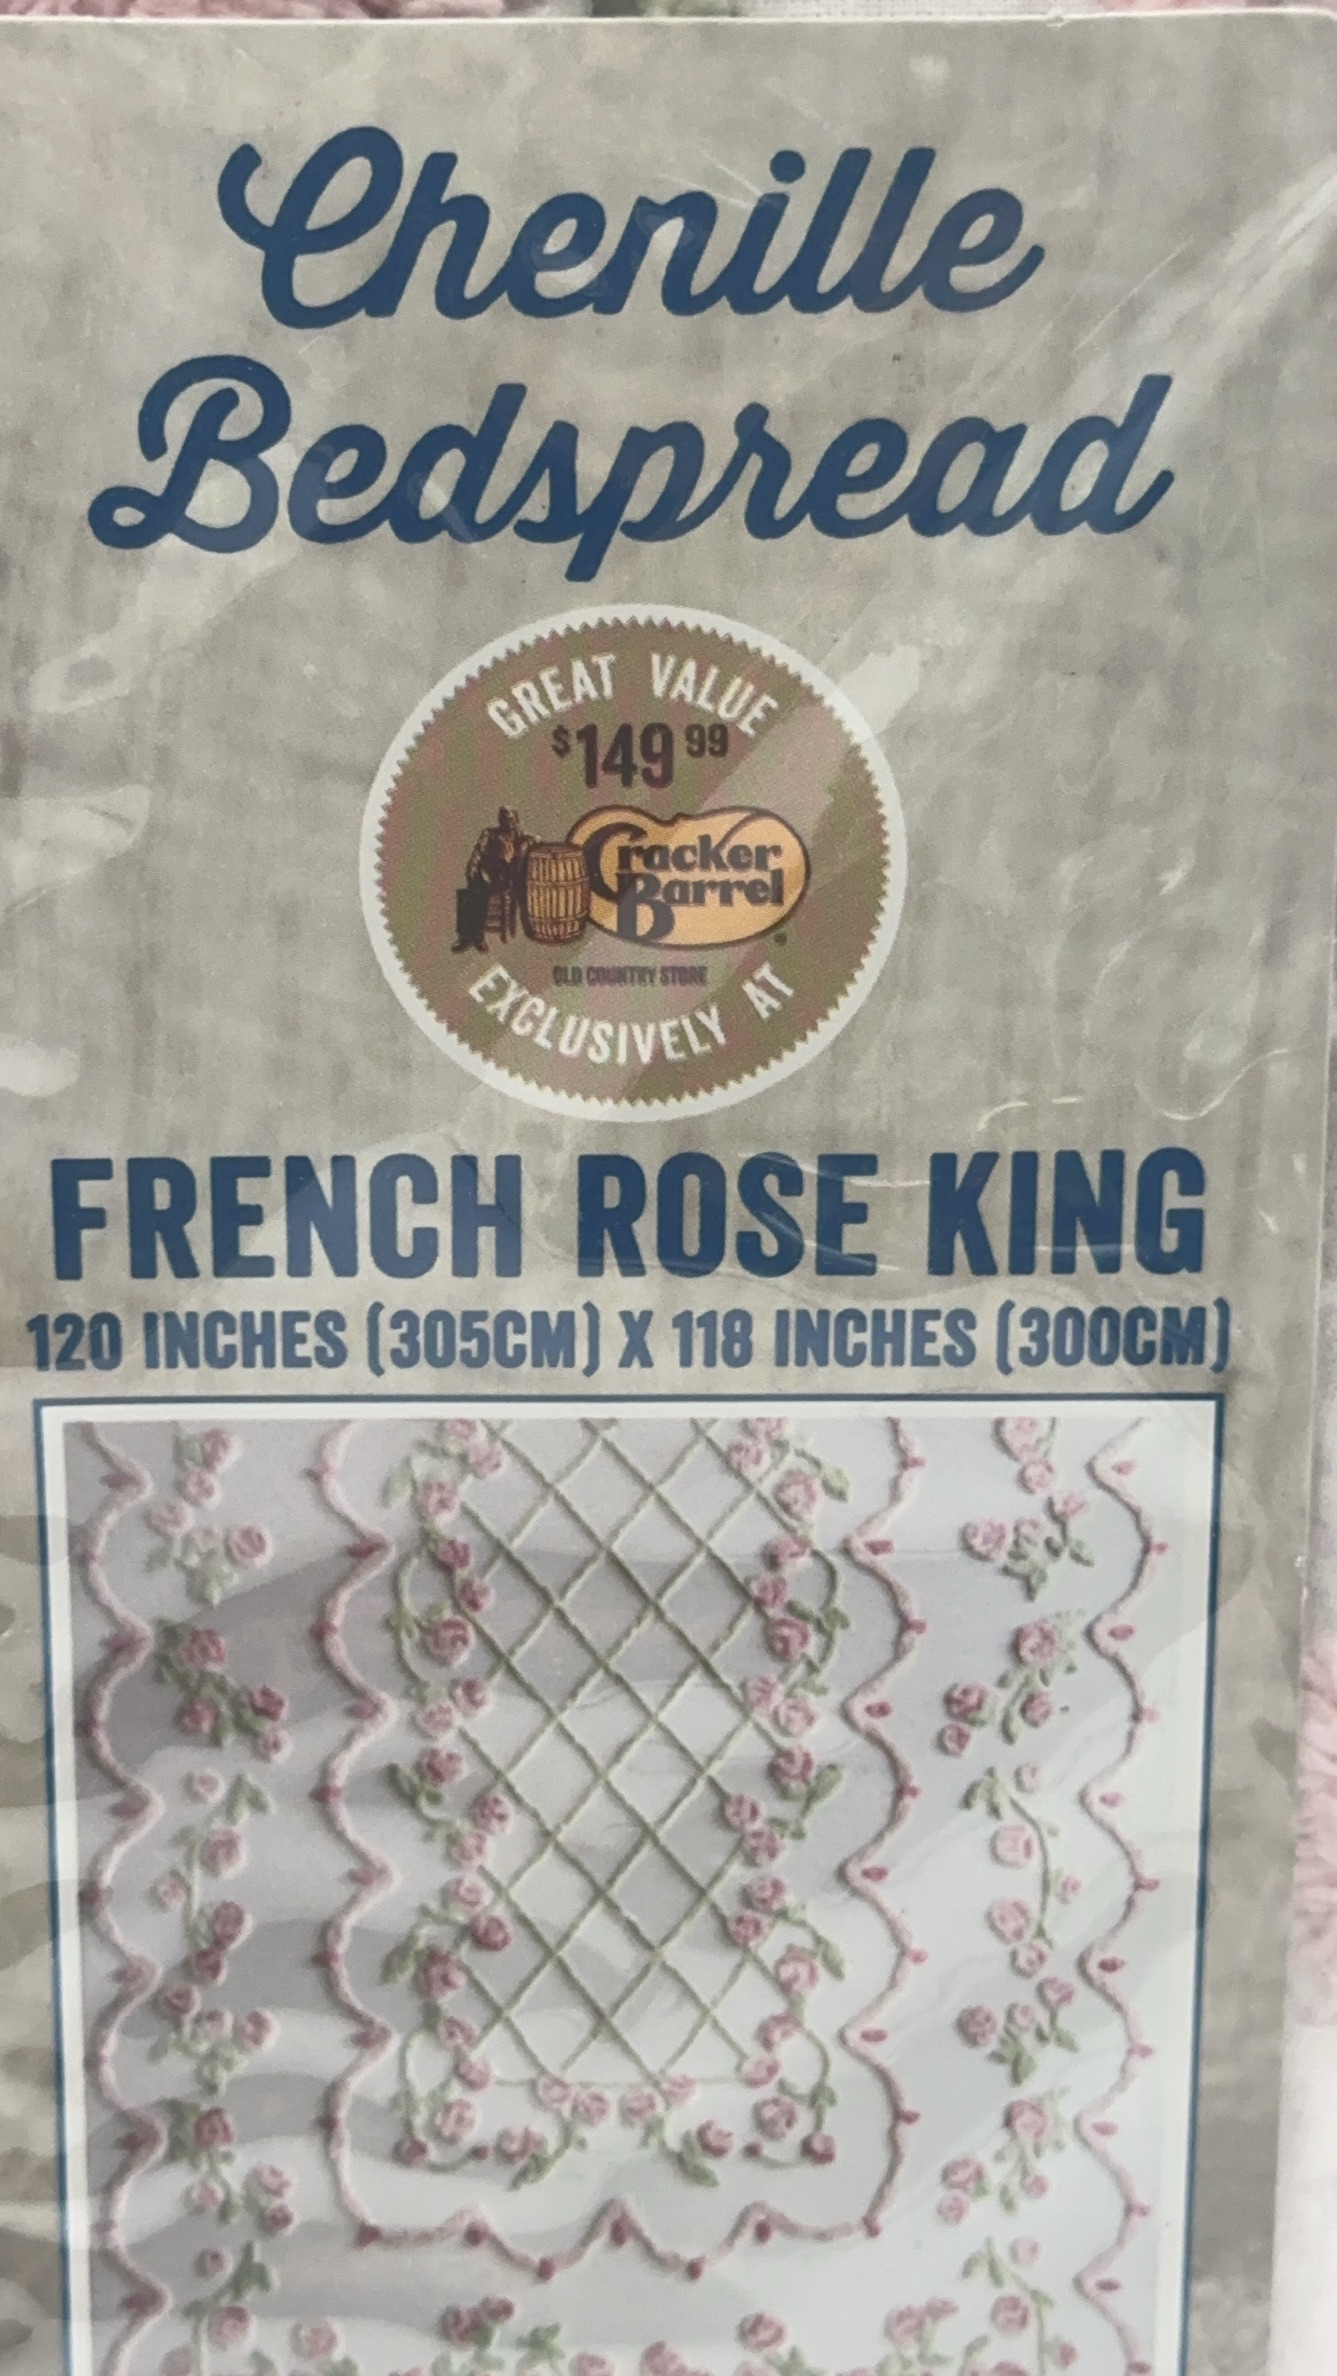 Chenille
Bedspread
GREAT VALUE
$149 99
Cracker
Barrel
OLD COUNTRY STORE
EXCLUSIVELY AT
FRENCH ROSE KING
120 INCHES (305CM) X 118 INCHES (300CM)